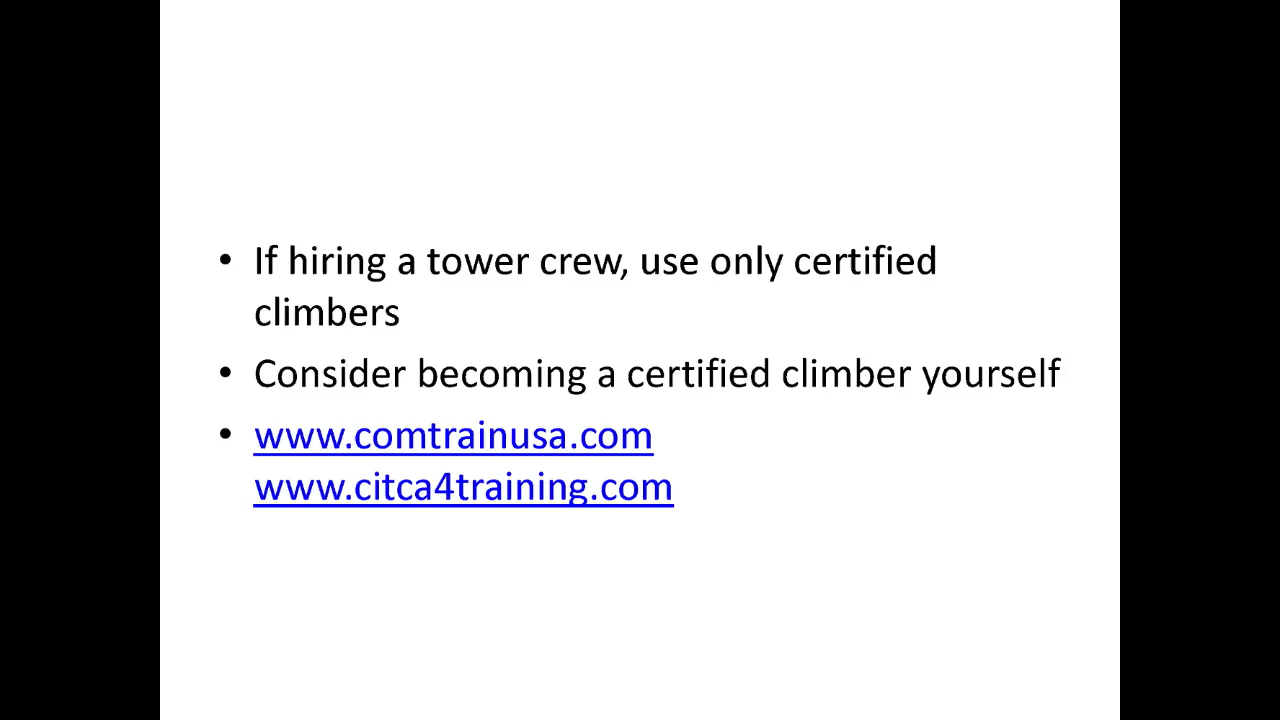 • If hiring a tower crew, use only certified
climbers
• Consider becoming a certified climber yourself
• www.comtrainusa.com
www.citca4training.com